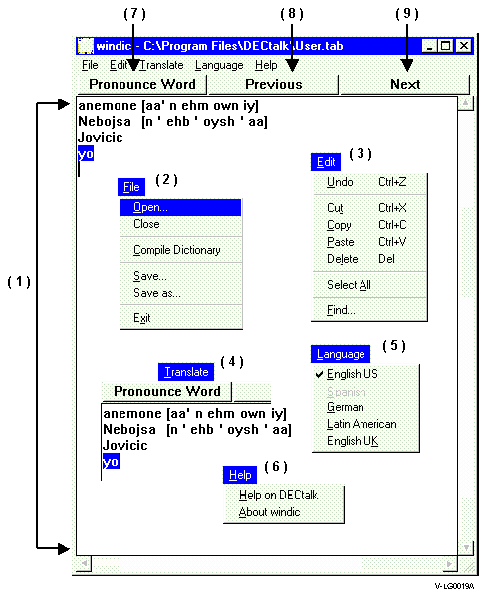 ( 7 ) ( 8 ) ( 9 )
windic - C:\Program Files\DECtalk\User.tab
File Edit Translate Language Help
Pronounce Word Previous Next
anemone [aa' n ehm own iy]
Nebojsa [n ' ehb ' oysh ' aa]
Jovicic
yo
( 1 )
File ( 2 )
Open...
Close
Compile Dictionary
Save...
Save as...
Exit
Edit ( 3 )
Undo Ctrl+Z
Cut Ctrl+X
Copy Ctrl+C
Paste Ctrl+V
Delete Del
Select All
Find...
Translate ( 4 )
Pronounce Word
anemone [aa' n ehm own iy]
Nebojsa [n ' ehb ' oysh ' aa]
Jovicic
yo
Language ( 5 )
English US
Spanish
German
Latin American
English UK
Help ( 6 )
Help on DECtalk
About windic
V-LG0019A